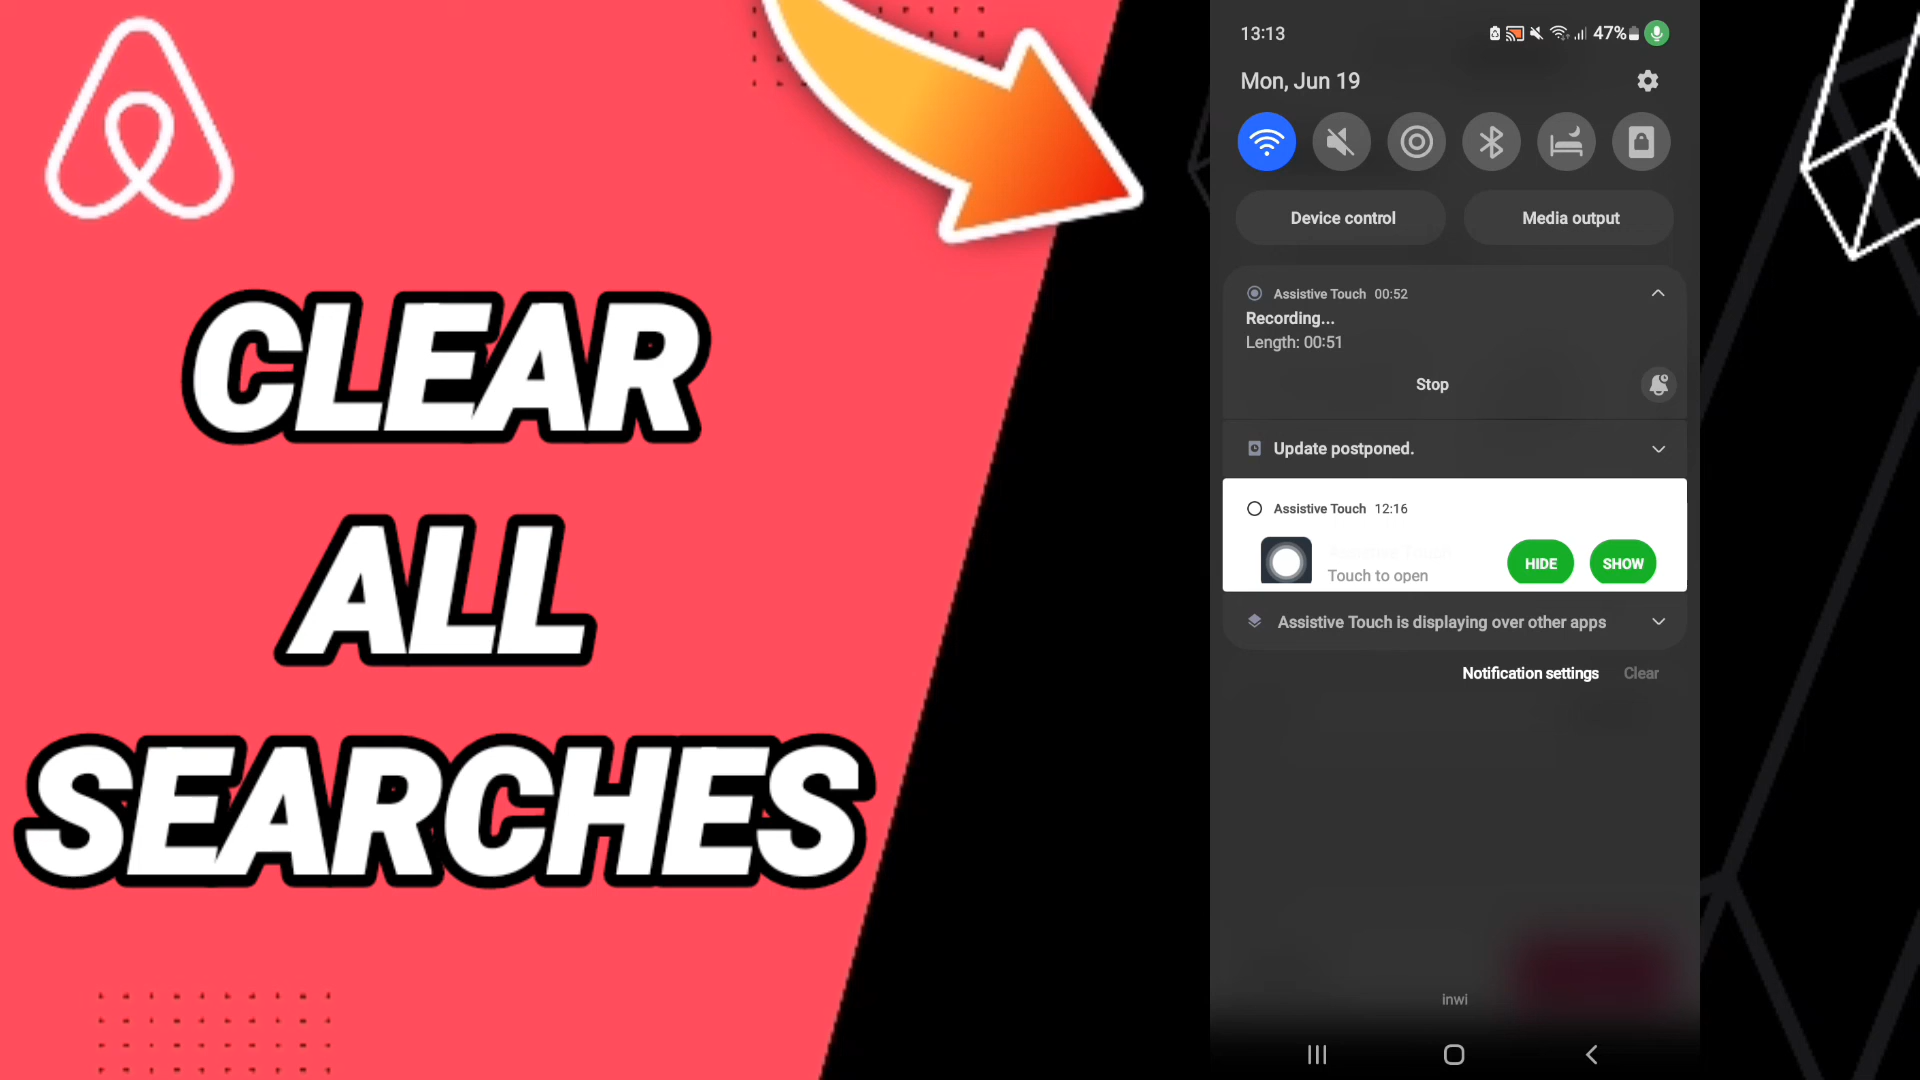 CLEAR
ALL
SEARCHES
13:13
47%
Mon, Jun 19
Device control
Media output
Assistive Touch 00:52
Recording...
Length: 00:51
Stop
Update postponed.
Assistive Touch 12:16
Assistive Touch
Touch to open
HIDE
SHOW
Assistive Touch is displaying over other apps
Notification settings
Clear
inwi